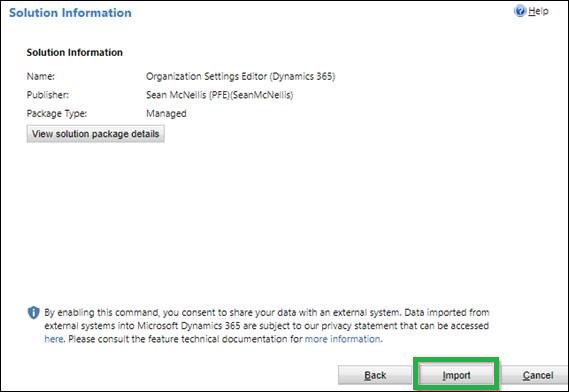 Solution Information
Help
Solution Information
Name: Organization Settings Editor (Dynamics 365)
Publisher: Sean McNellis (PFE)(SeanMcNellis)
Package Type: Managed
View solution package details
By enabling this command, you consent to share your data with an external system. Data imported from
external systems into Microsoft Dynamics 365 are subject to our privacy statement that can be accessed
here. Please consult the feature technical documentation for more information.
Back Import Cancel